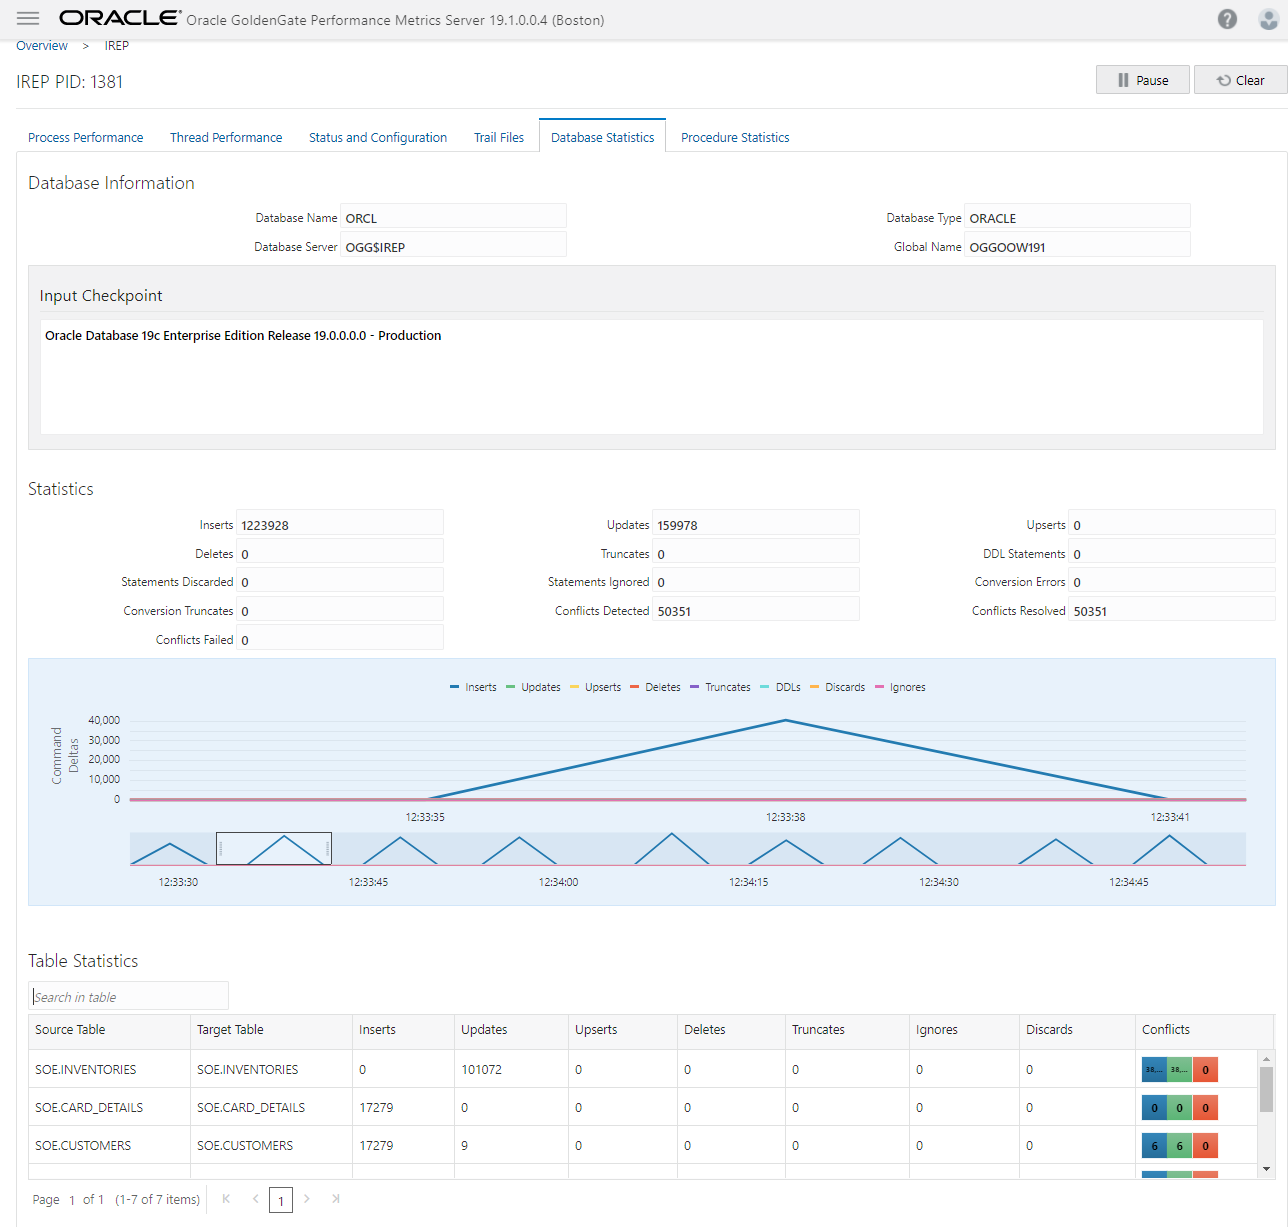 ORACLE® Oracle GoldenGate Performance Metrics Server 19.1.0.0.4 (Boston)
Overview > IREP
IREP PID: 1381
Pause Clear
Process Performance Thread Performance Status and Configuration Trail Files Database Statistics Procedure Statistics
Database Information
Database Name ORCL Database Type ORACLE
Database Server OGG$IREP Global Name OGGOOW191
Input Checkpoint
Oracle Database 19c Enterprise Edition Release 19.0.0.0.0 - Production
Statistics
Inserts 1223928 Updates 159978 Upserts 0
Deletes 0 Truncates 0 DDL Statements 0
Statements Discarded 0 Statements Ignored 0 Conversion Errors 0
Conversion Truncates 0 Conflicts Detected 50351 Conflicts Resolved 50351
Conflicts Failed 0
Inserts Updates Upserts Deletes Truncates DDLs Discards Ignores
Command Deltas
40,000
30,000
20,000
10,000
0
12:33:35 12:33:38 12:33:41
12:33:30 12:33:45 12:34:00 12:34:15 12:34:30 12:34:45
Table Statistics
Search in table
Source Table Target Table Inserts Updates Upserts Deletes Truncates Ignores Discards Conflicts
SOE.INVENTORIES SOE.INVENTORIES 0 101072 0 0 0 0 0 38,... 38,... 0
SOE.CARD_DETAILS SOE.CARD_DETAILS 17279 0 0 0 0 0 0 0 0 0
SOE.CUSTOMERS SOE.CUSTOMERS 17279 9 0 0 0 0 0 6 6 0
Page 1 of 1 (1-7 of 7 items) 1